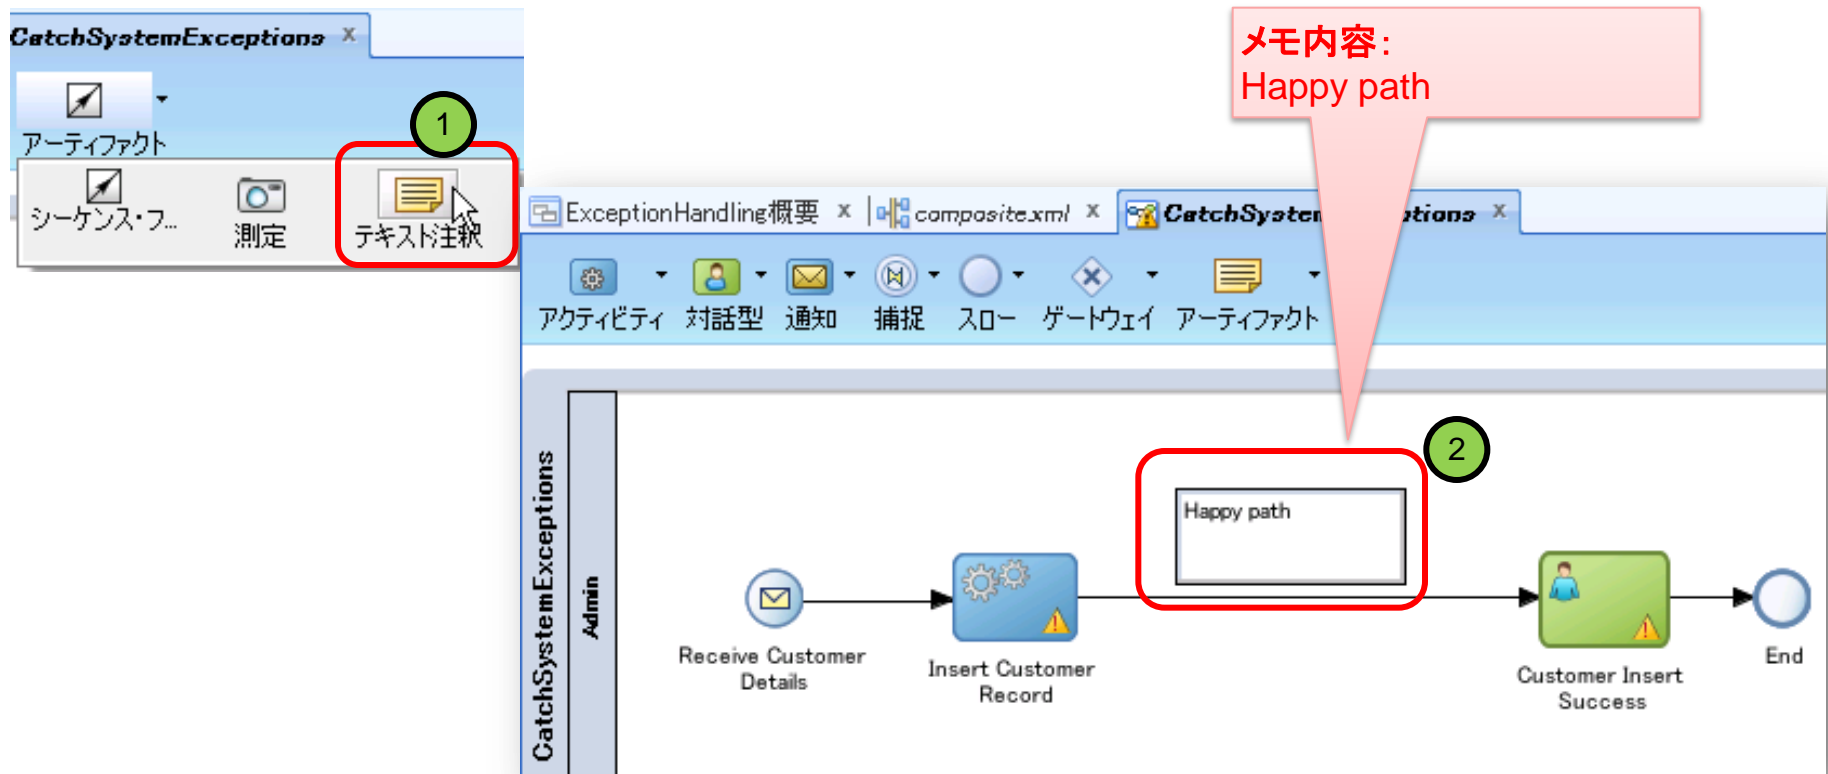 CatchSystemExceptions x
アーティファクト
1
シーケンス・フ...
測定
テキスト注釈
メモ内容：
Happy path
ExceptionHandling概要 x
composite.xml x
CatchSystem
ptions x
アクティビティ
対話型
通知
捕捉
スロー
ゲートウェイ
アーティファクト
2
Happy path
CatchSystemExceptions
Admin
Receive Customer
Details
Insert Customer
Record
Customer Insert
Success
End